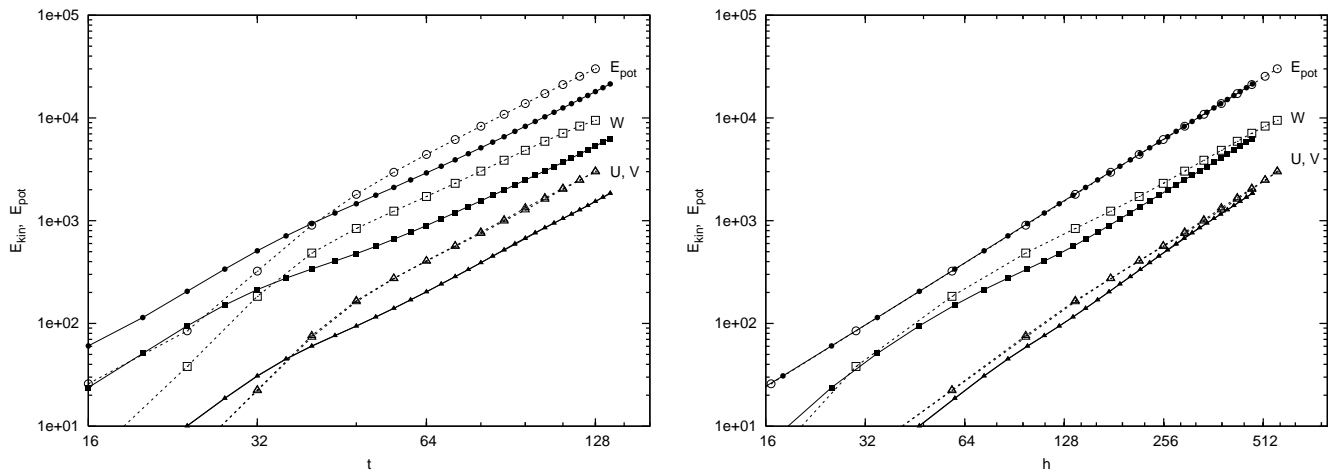 1e+05
1e+04
1e+03
1e+02
1e+01
E_kin, E_pot
16 32 64 128
t
E_pot
W
U, V
1e+05
1e+04
1e+03
1e+02
1e+01
E_kin, E_pot
16 32 64 128 256 512
h
E_pot
W
U, V